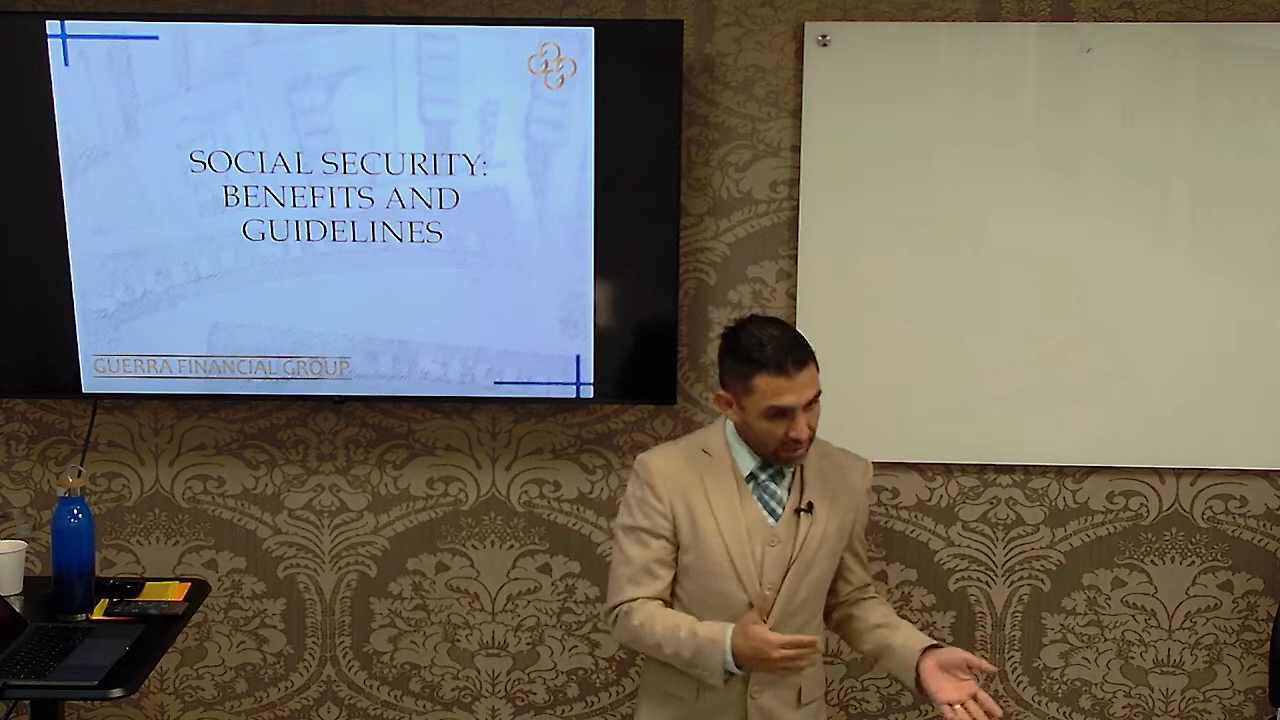 SOCIAL SECURITY:
BENEFITS AND
GUIDELINES
GUERRA FINANCIAL GROUP